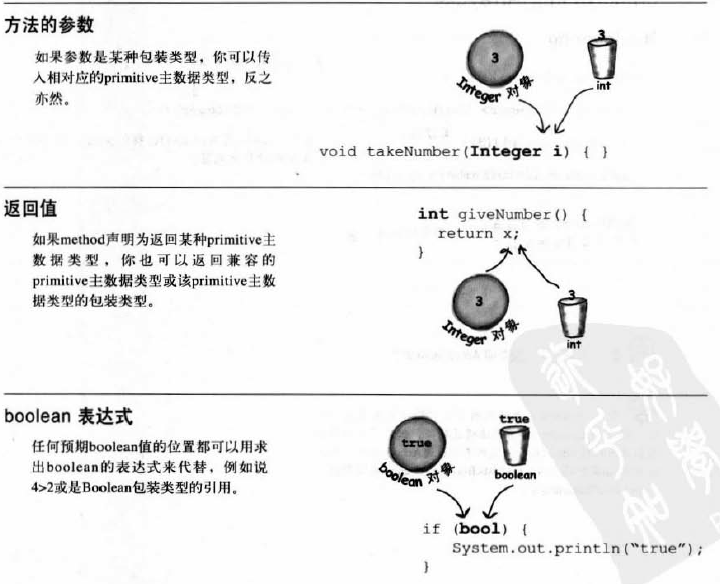 方法的参数
如果参数是某种包装类型，你可以传
入相对应的primitive主数据类型，反之
亦然。
3
Integer 对象
3
int
void takeNumber(Integer i) { }
返回值
如果method声明为返回某种primitive主
数据类型，你也可以返回兼容的
primitive主数据类型或该primitive主数
据类型的包装类型。
int giveNumber() {
return x;
}
3
Integer 对象
3
int
boolean 表达式
任何预期boolean值的位置都可以用求
出boolean的表达式来代替，例如说
4>2或是Boolean包装类型的引用。
true
boolean 对象
true
boolean
if (bool) {
System.out.println("true");
}